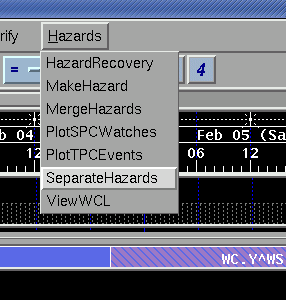 rify Hazards
= 4
HazardRecovery
MakeHazard
MergeHazards
PlotSPCWatches
PlotTPCEvents
SeparateHazards
ViewWCL
b 04 Feb 05 (Sa
12 06 12
WC.Y^WS